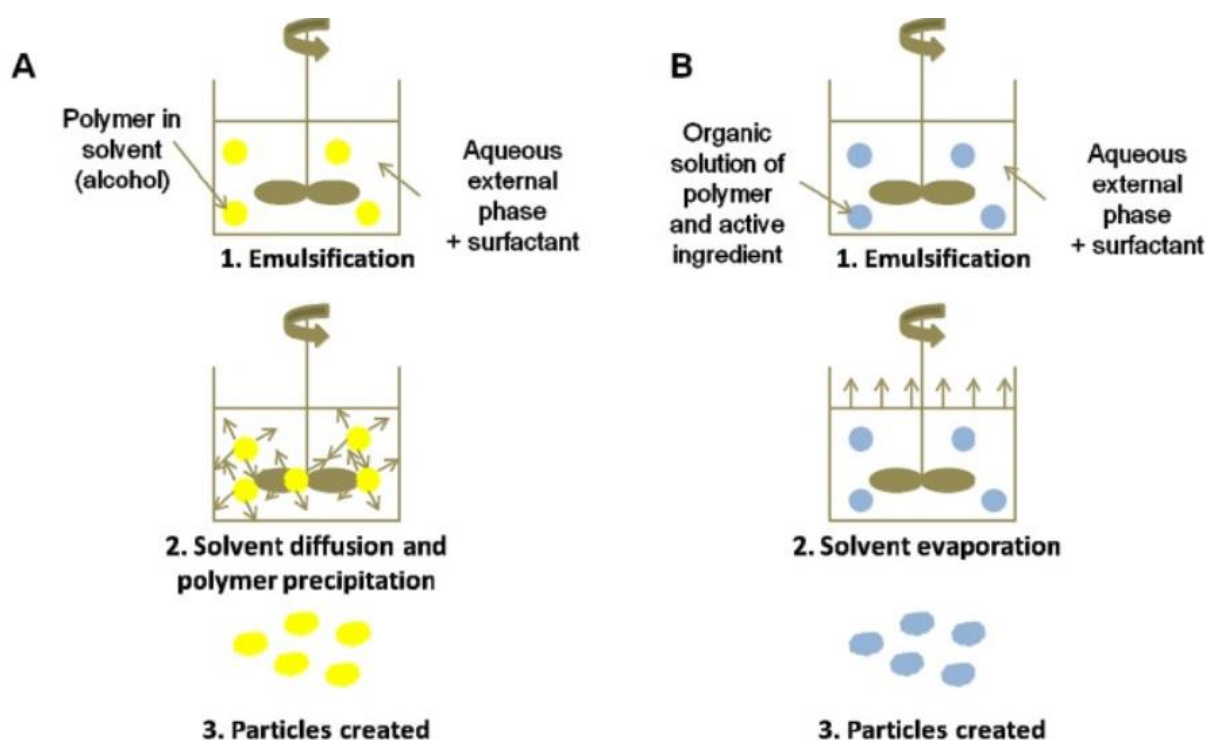 A
Polymer in
solvent
(alcohol)
Aqueous
external
phase
+ surfactant
1. Emulsification
2. Solvent diffusion and
polymer precipitation
3. Particles created
B
Organic
solution of
polymer
and active
ingredient
Aqueous
external
phase
+ surfactant
1. Emulsification
2. Solvent evaporation
3. Particles created